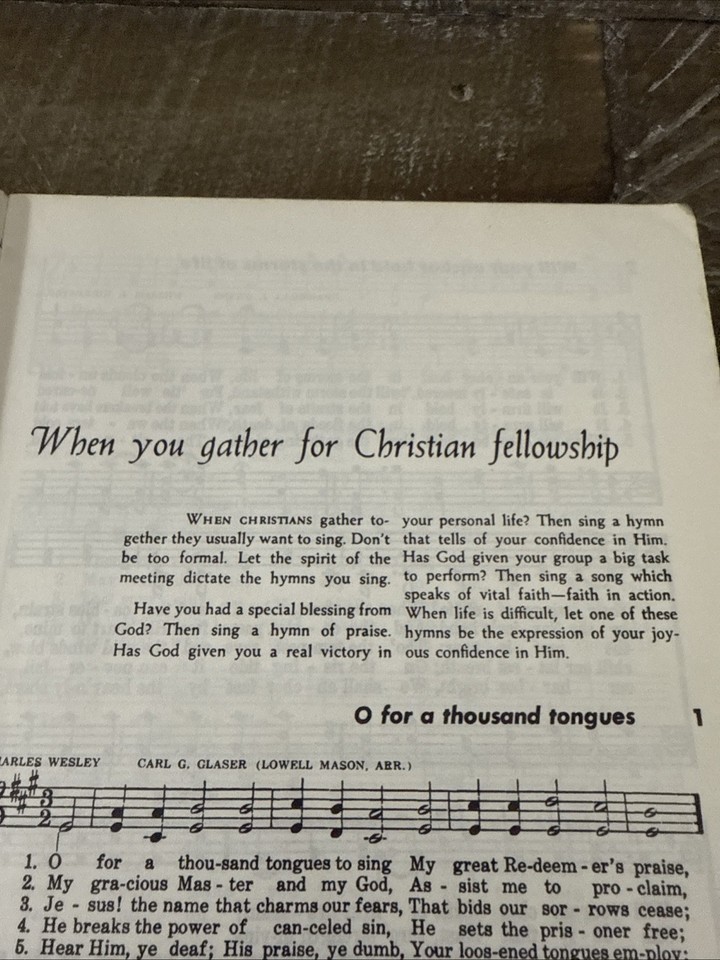 When you gather for Christian fellowship
WHEN CHRISTIANS gather to-
gether they usually want to sing. Don't
be too formal. Let the spirit of the
meeting dictate the hymns you sing.
Have you had a special blessing from
God? Then sing a hymn of praise.
Has God given you a real victory in
your personal life? Then sing a hymn
that tells of your confidence in Him.
Has God given your group a big task
to perform? Then sing a song which
speaks of vital faith—faith in action.
When life is difficult, let one of these
hymns be the expression of your joy-
ous confidence in Him.
O for a thousand tongues 1
ARLES WESLEY CARL G. GLASER (LOWELL MASON, ARR.)
3
2
1. O for a thou-sand tongues to sing My great Re-deem-er's praise,
2. My gra-cious Mas-ter and my God, As-sist me to pro-claim,
3. Je-sus! the name that charms our fears, That bids our sor-rows cease;
4. He breaks the power of can-celed sin, He sets the pris-oner free;
5. Hear Him, ye deaf; His praise, ye dumb, Your loos-ened tongues em-ploy;